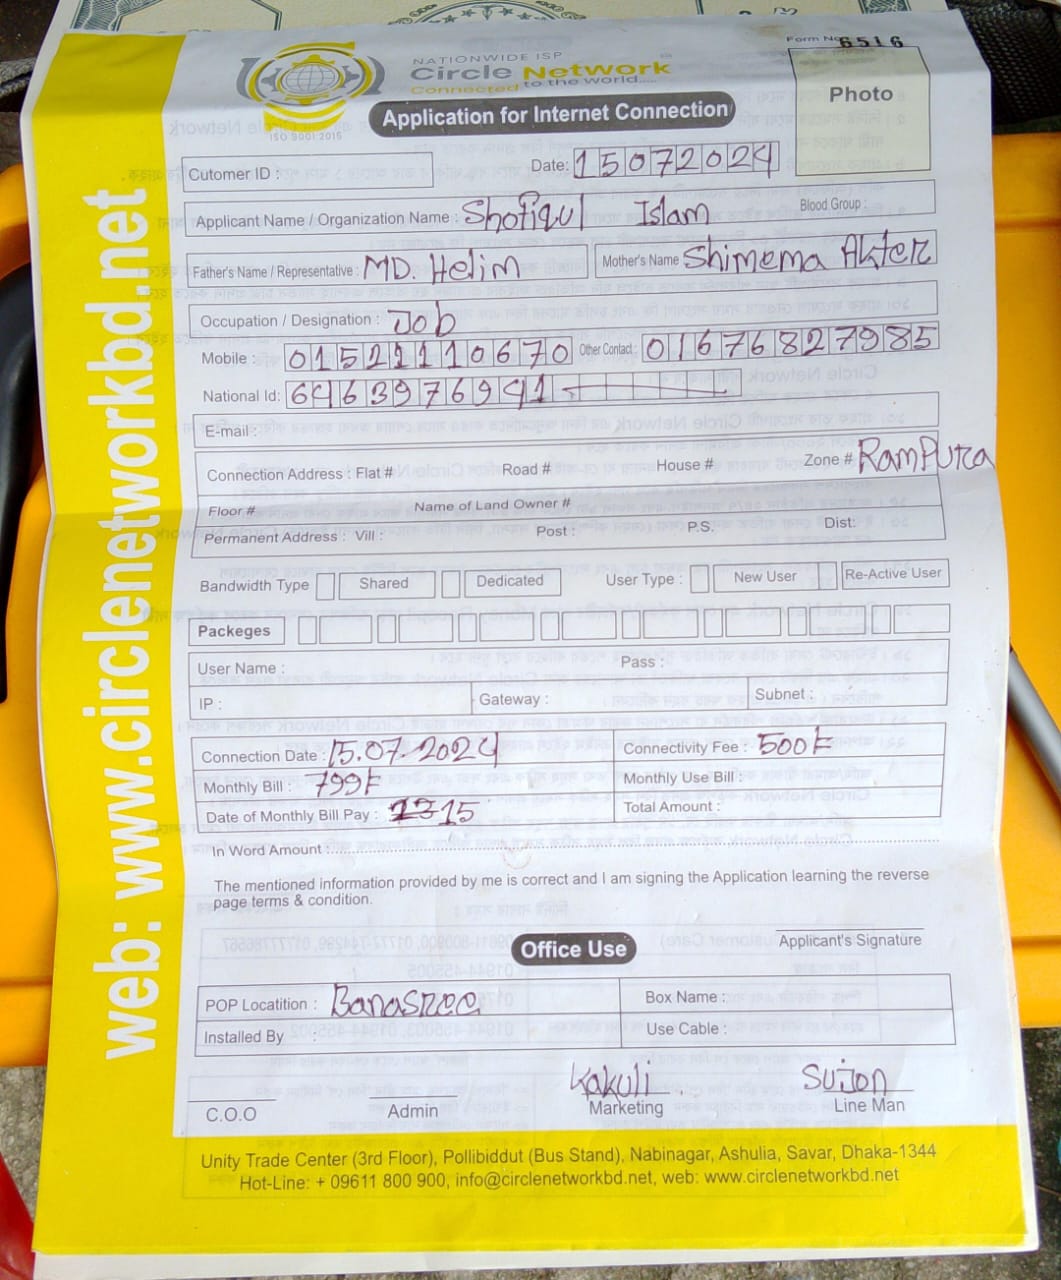 Form No 6516
NATIONWIDE ISP
Circle Network
Connected to the world.....
ISO 9001:2015
Application for Internet Connection
Photo
Cutomer ID :
Date: 15072024
Applicant Name / Organization Name : Shofiqul Islam Blood Group :
Father's Name / Representative : MD. Helim Mother's Name Shimema Akter
Occupation / Designation : Job
Mobile : 01521110670 Other Contact : 01676827985
National Id: 6463976941
E-mail :
Connection Address : Flat # Road # House # Zone # RamPura
Floor # Name of Land Owner #
Permanent Address : Vill : Post : P.S. Dist:
Bandwidth Type Shared Dedicated User Type : New User Re-Active User
Packeges
User Name : Pass :
IP : Gateway : Subnet :
Connection Date : 15.07.2024 Connectivity Fee : 500৳
Monthly Bill : 799৳ Monthly Use Bill :
Date of Monthly Bill Pay : 15 Total Amount :
In Word Amount :
The mentioned information provided by me is correct and I am signing the Application learning the reverse
page terms & condition.
Applicant's Signature
Office Use
POP Locatition : Banasree Box Name :
Installed By : Use Cable :
Kakuli Sujon
C.O.O Admin Marketing Line Man
Unity Trade Center (3rd Floor), Pollibiddut (Bus Stand), Nabinagar, Ashulia, Savar, Dhaka-1344
Hot-Line: + 09611 800 900, info@circlenetworkbd.net, web: www.circlenetworkbd.net
web: www.circlenetworkbd.net